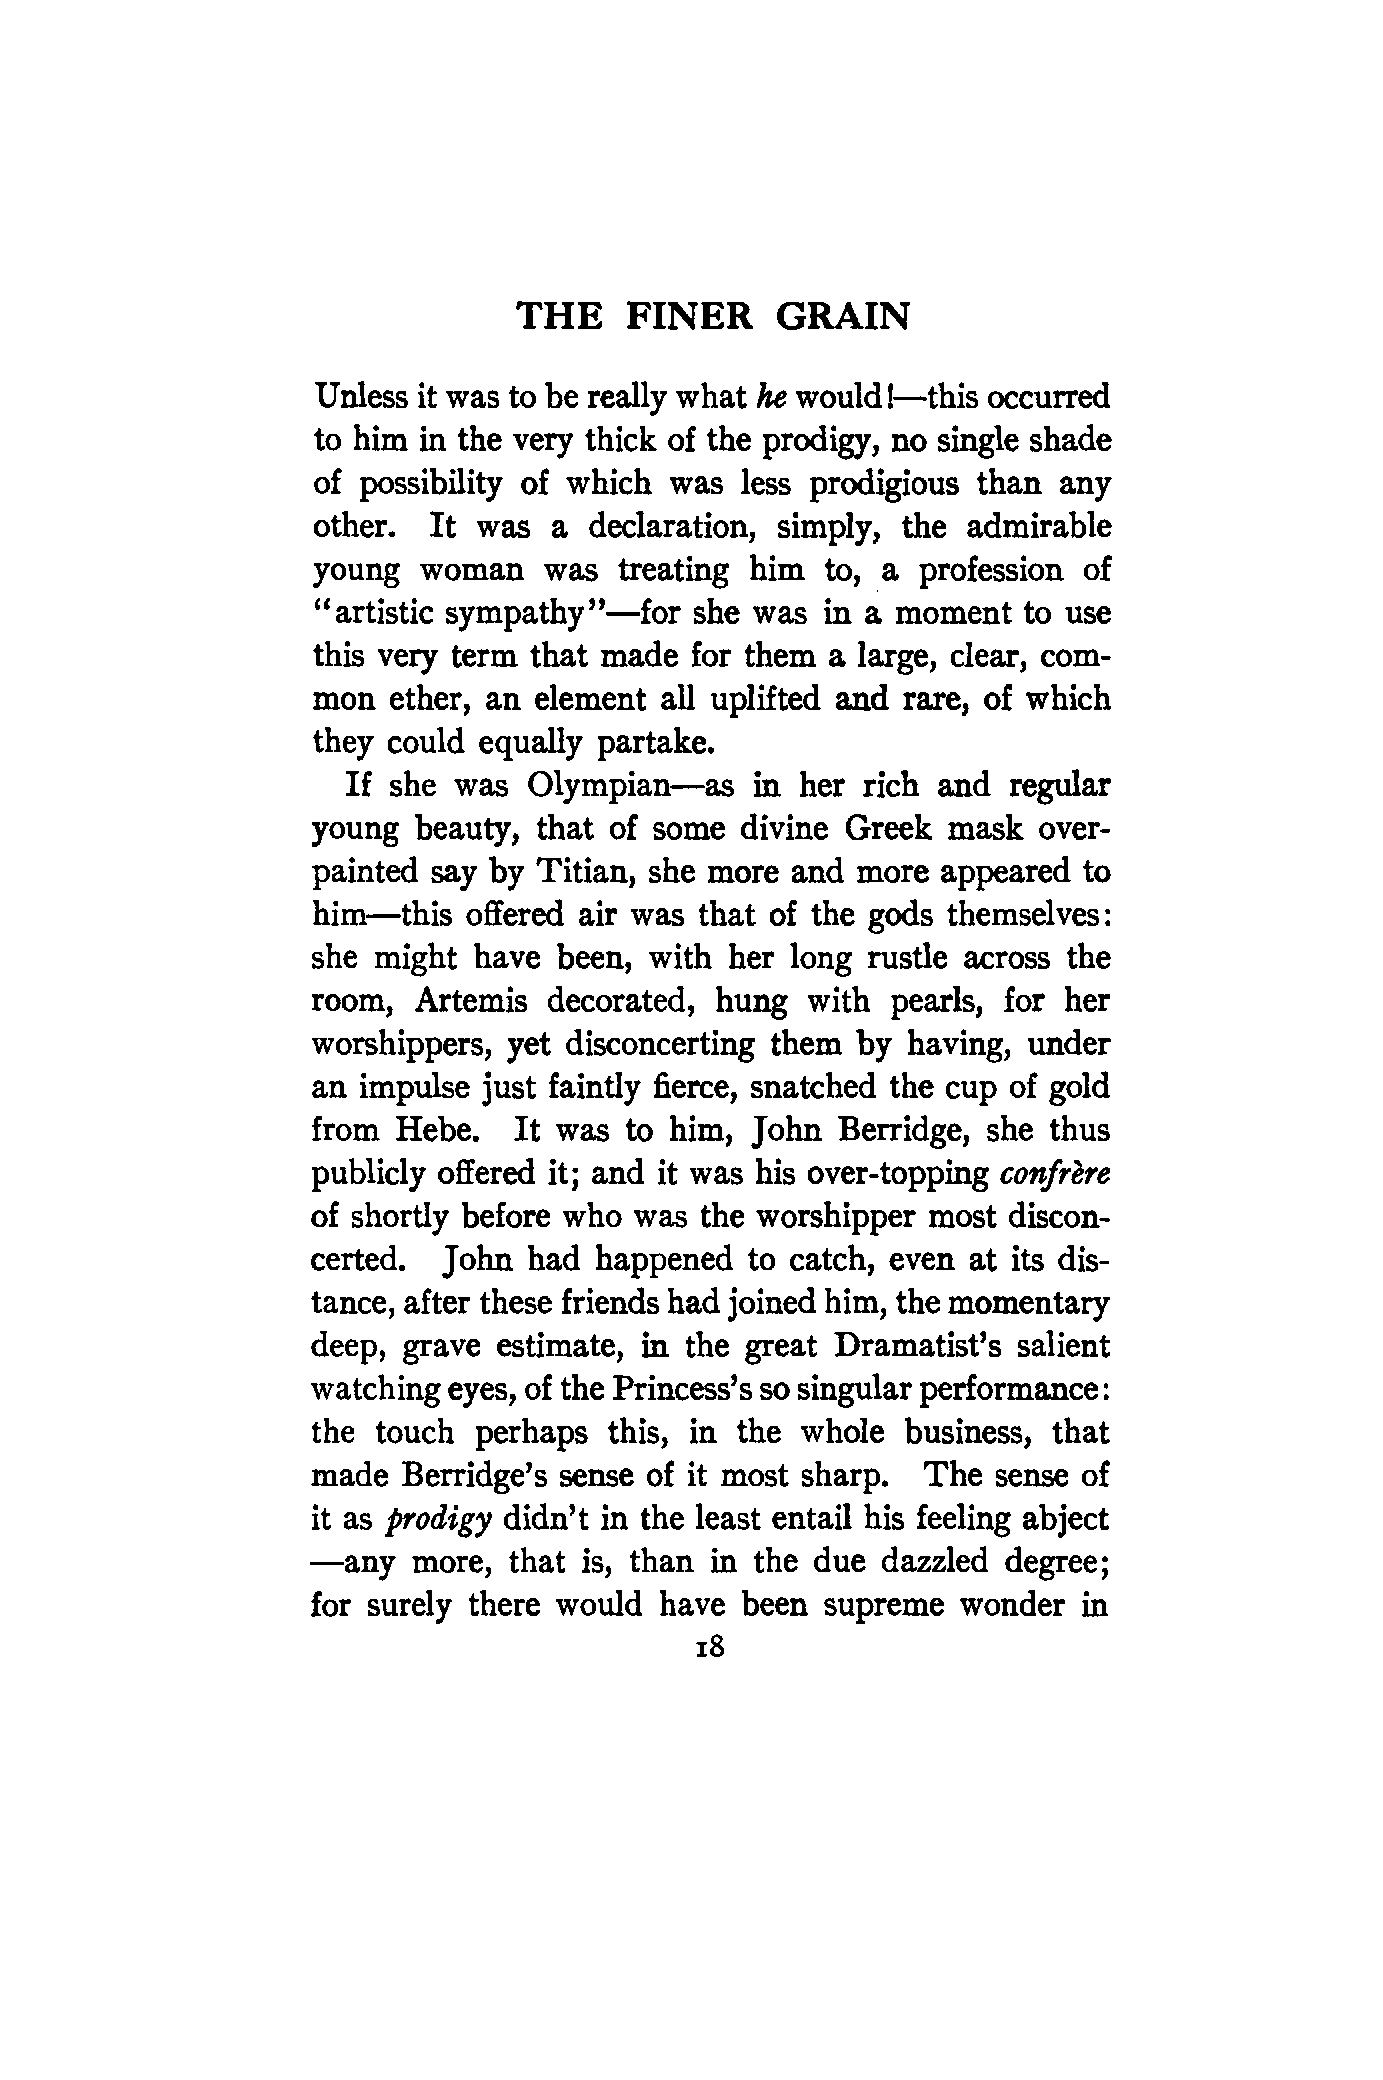 THE FINER GRAIN
Unless it was to be really what he would!—this occurred
to him in the very thick of the prodigy, no single shade
of possibility of which was less prodigious than any
other. It was a declaration, simply, the admirable
young woman was treating him to, a profession of
“artistic sympathy”—for she was in a moment to use
this very term that made for them a large, clear, com-
mon ether, an element all uplifted and rare, of which
they could equally partake.
If she was Olympian—as in her rich and regular
young beauty, that of some divine Greek mask over-
painted say by Titian, she more and more appeared to
him—this offered air was that of the gods themselves:
she might have been, with her long rustle across the
room, Artemis decorated, hung with pearls, for her
worshippers, yet disconcerting them by having, under
an impulse just faintly fierce, snatched the cup of gold
from Hebe. It was to him, John Berridge, she thus
publicly offered it; and it was his over-topping confrère
of shortly before who was the worshipper most discon-
certed. John had happened to catch, even at its dis-
tance, after these friends had joined him, the momentary
deep, grave estimate, in the great Dramatist’s salient
watching eyes, of the Princess’s so singular performance:
the touch perhaps this, in the whole business, that
made Berridge’s sense of it most sharp. The sense of
it as prodigy didn’t in the least entail his feeling abject
—any more, that is, than in the due dazzled degree;
for surely there would have been supreme wonder in
18